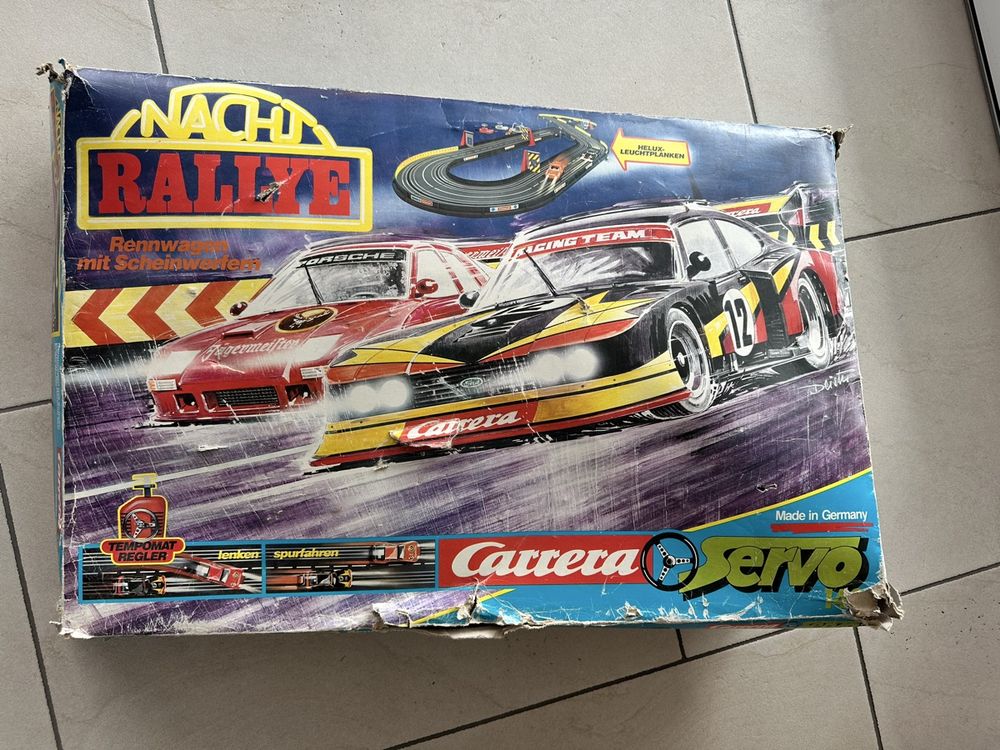 NACHT
RALLYE
Rennwagen
mit Scheinwerfern
HELUX-
LEUCHTPLANKEN
PORSCHE
RACING TEAM
Carrera
Jägermeister
12
Carrera
TEMPOMAT
REGLER
lenken
spurfahren
Carrera
Servo
Made in Germany